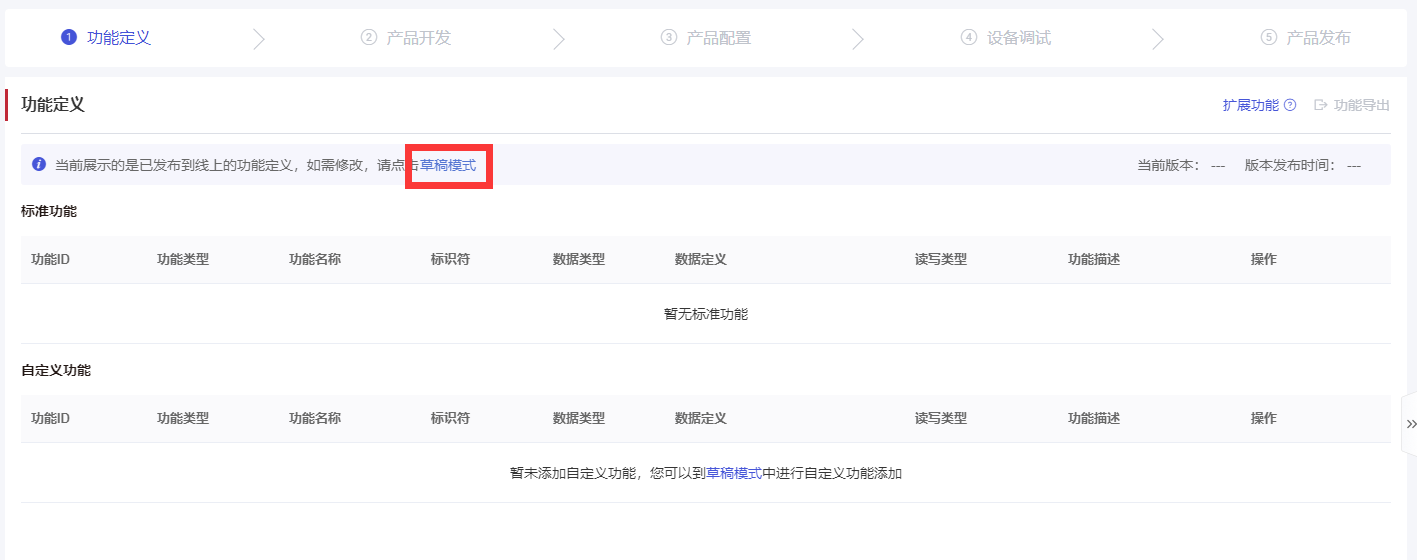 1 功能定义
2 产品开发
3 产品配置
4 设备调试
5 产品发布
功能定义
扩展功能 ?
功能导出
i 当前展示的是已发布到线上的功能定义，如需修改，请点击草稿模式
当前版本： --- 版本发布时间： ---
标准功能
功能ID 功能类型 功能名称 标识符 数据类型 数据定义 读写类型 功能描述 操作
暂无标准功能
自定义功能
功能ID 功能类型 功能名称 标识符 数据类型 数据定义 读写类型 功能描述 操作
暂未添加自定义功能，您可以到草稿模式中进行自定义功能添加